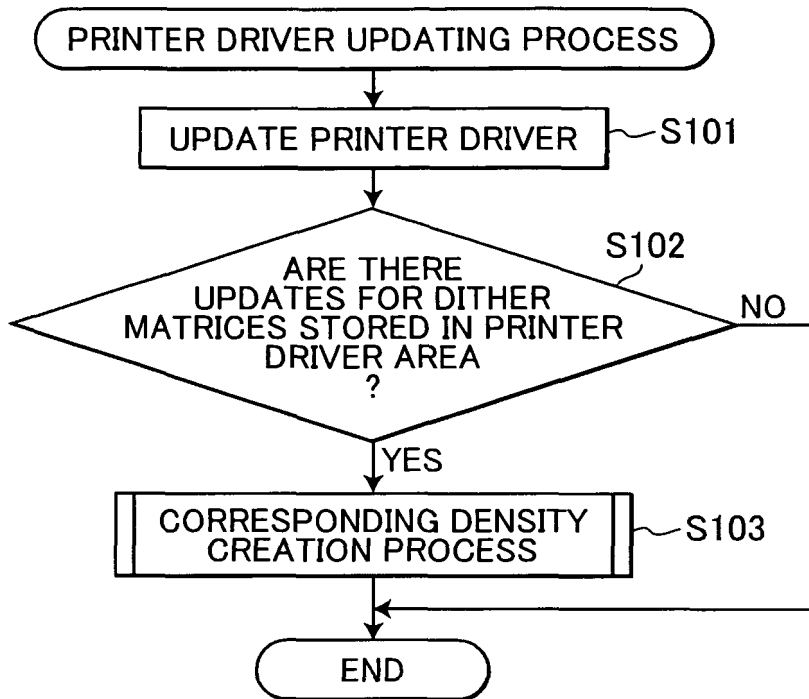 PRINTER DRIVER UPDATING PROCESS
UPDATE PRINTER DRIVER
S101
S102
ARE THERE
UPDATES FOR DITHER
MATRICES STORED IN PRINTER
DRIVER AREA
?
NO
YES
CORRESPONDING DENSITY
CREATION PROCESS
S103
END